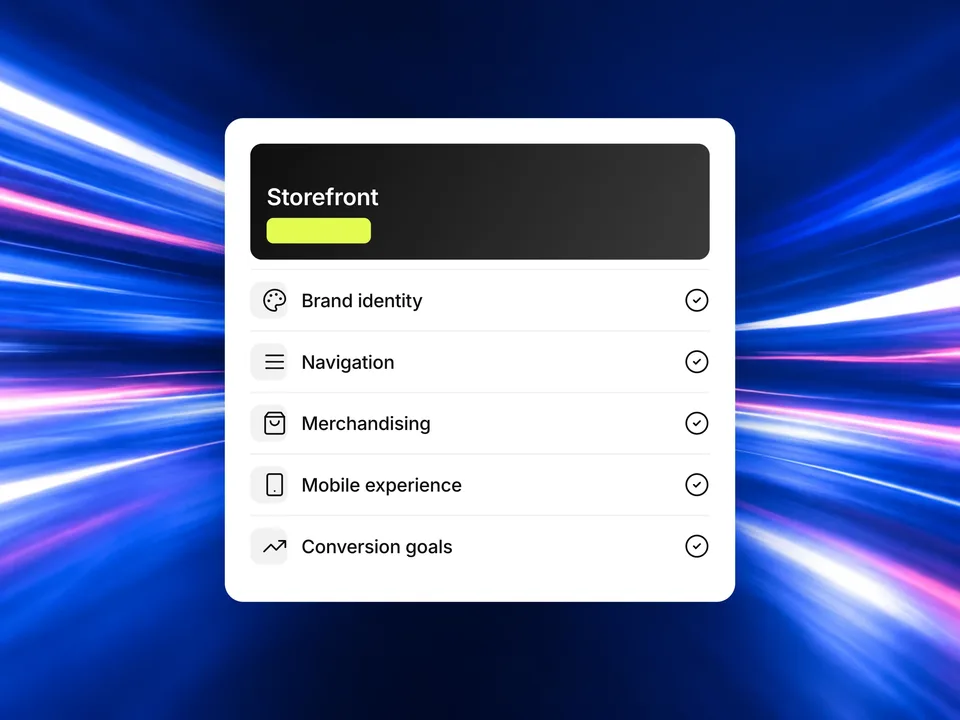 Storefront
Brand identity
Navigation
Merchandising
Mobile experience
Conversion goals